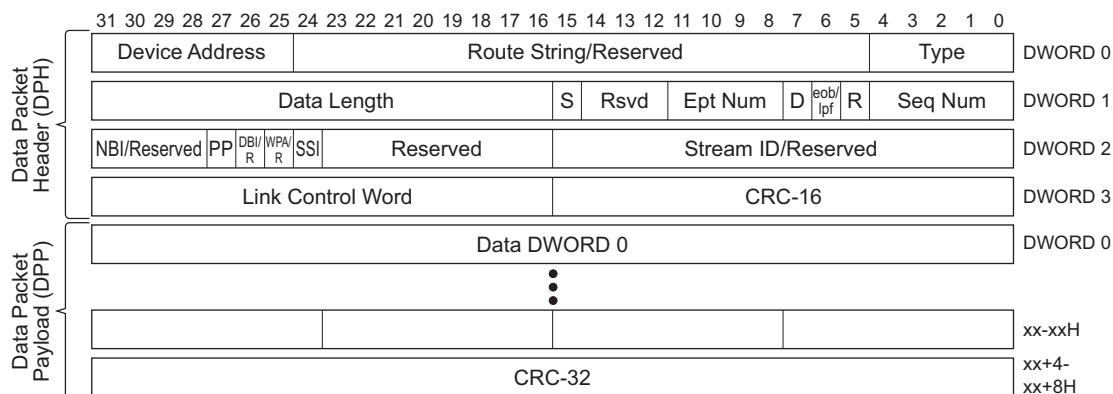 31 30 29 28 27 26 25 24 23 22 21 20 19 18 17 16 15 14 13 12 11 10 9 8 7 6 5 4 3 2 1 0
Data Packet
Header (DPH)
Device Address Route String/Reserved Type DWORD 0
Data Length S Rsvd Ept Num D eob/ lpf R Seq Num DWORD 1
NBI/Reserved PP DBI/ R WPA/ R SSI Reserved Stream ID/Reserved DWORD 2
Link Control Word CRC-16 DWORD 3
Data Packet
Payload (DPP)
Data DWORD 0 DWORD 0
xx-xxH
CRC-32 xx+4-
xx+8H